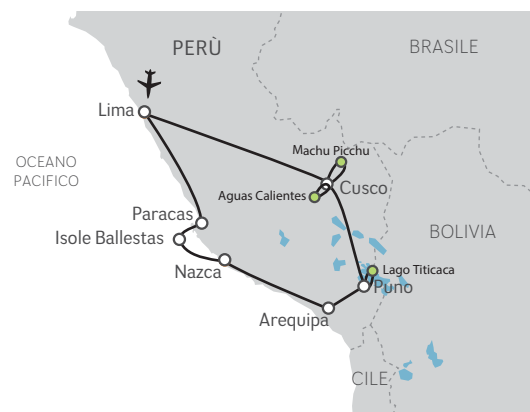 PERÙ
BRASILE
Lima
Machu Picchu
OCEANO
PACIFICO
Cusco
Aguas Calientes
Paracas
BOLIVIA
Isole Ballestas
Nazca
Lago Titicaca
Puno
Arequipa
CILE